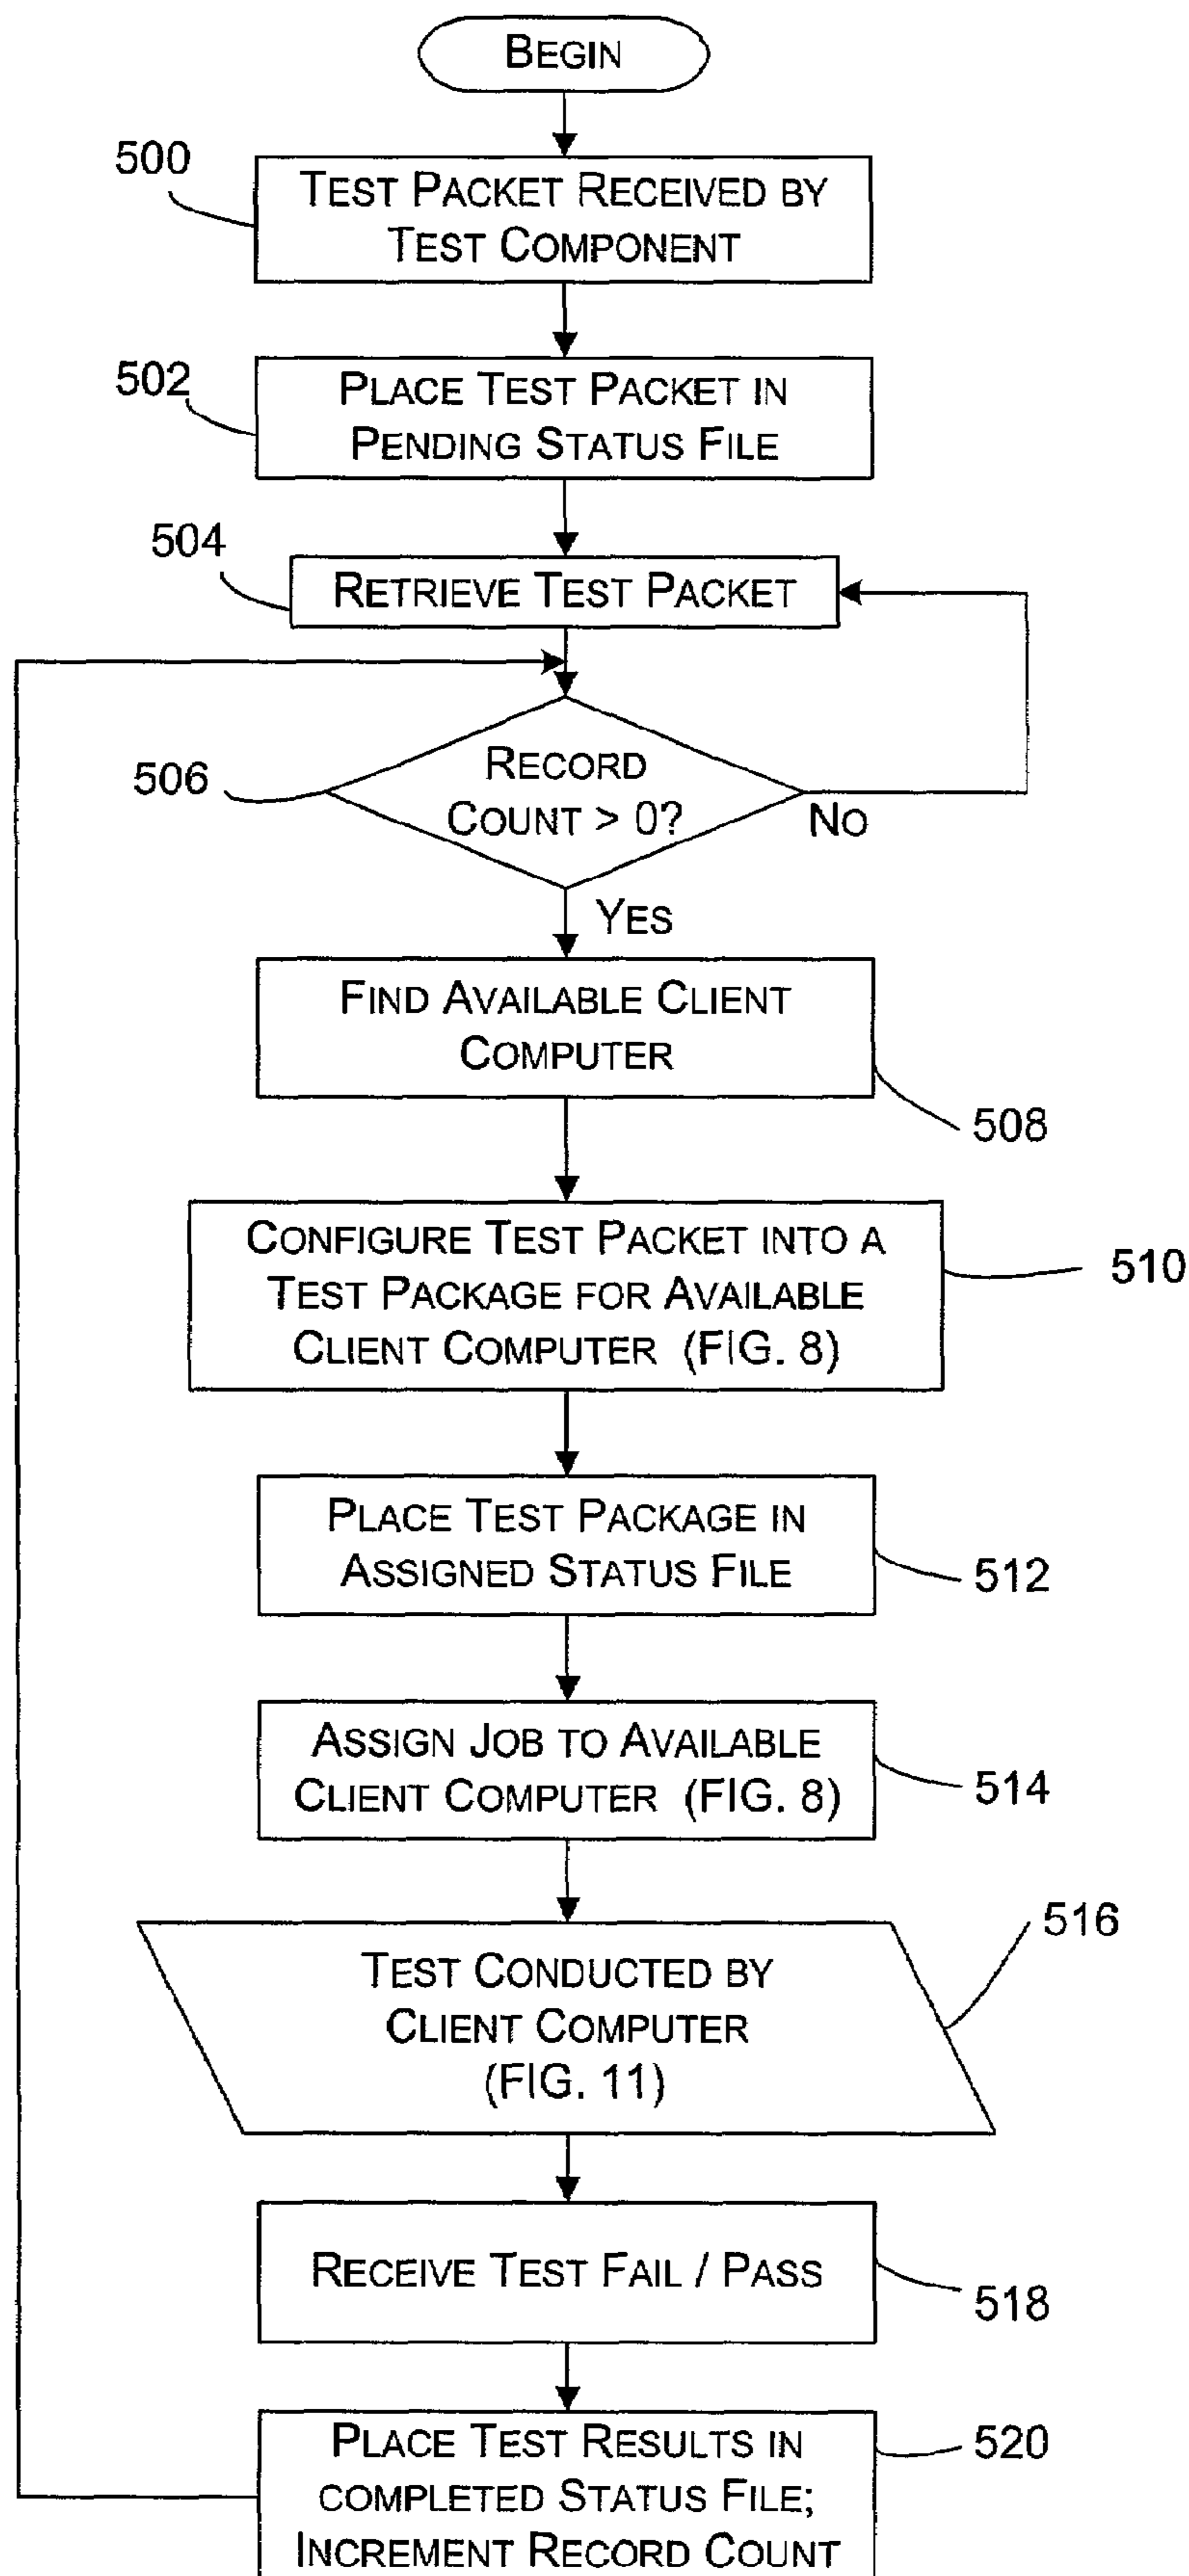 BEGIN
500
TEST PACKET RECEIVED BY
TEST COMPONENT
502
PLACE TEST PACKET IN
PENDING STATUS FILE
504
RETRIEVE TEST PACKET
506
RECORD
COUNT > 0?
NO
YES
FIND AVAILABLE CLIENT
COMPUTER
508
CONFIGURE TEST PACKET INTO A
TEST PACKAGE FOR AVAILABLE
CLIENT COMPUTER (FIG. 8)
510
PLACE TEST PACKAGE IN
ASSIGNED STATUS FILE
512
ASSIGN JOB TO AVAILABLE
CLIENT COMPUTER (FIG. 8)
514
516
TEST CONDUCTED BY
CLIENT COMPUTER
(FIG. 11)
RECEIVE TEST FAIL / PASS
518
PLACE TEST RESULTS IN
COMPLETED STATUS FILE;
INCREMENT RECORD COUNT
520